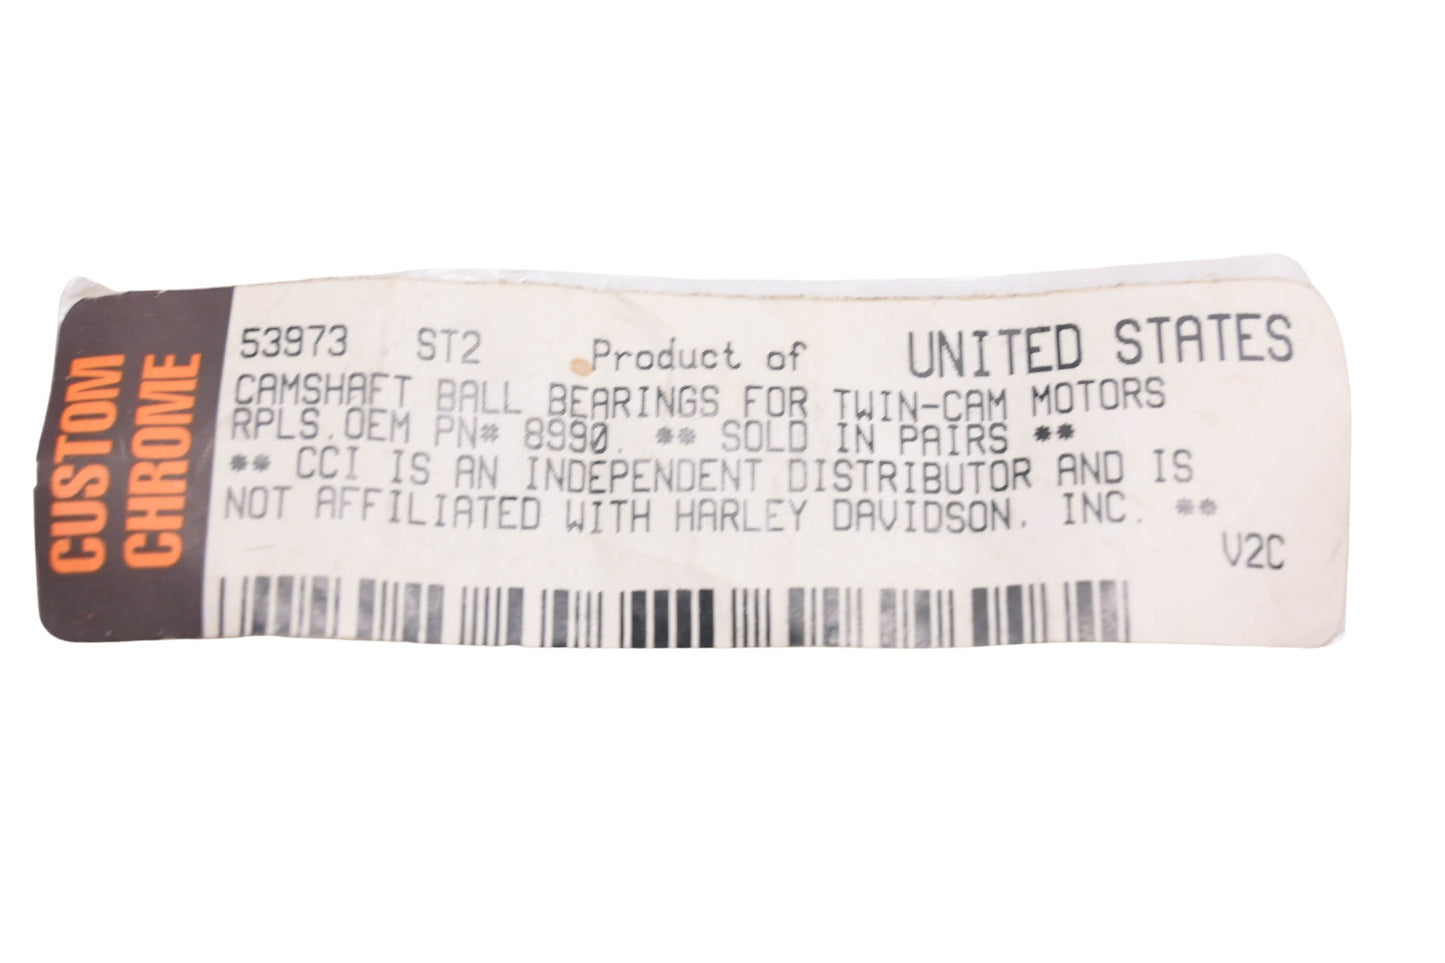 CUSTOM
CHROME
53973 ST2 Product of UNITED STATES
CAMSHAFT BALL BEARINGS FOR TWIN-CAM MOTORS
RPLS.OEM PN# 8990. ** SOLD IN PAIRS **
** CCI IS AN INDEPENDENT DISTRIBUTOR AND IS
NOT AFFILIATED WITH HARLEY DAVIDSON, INC. **
V2C